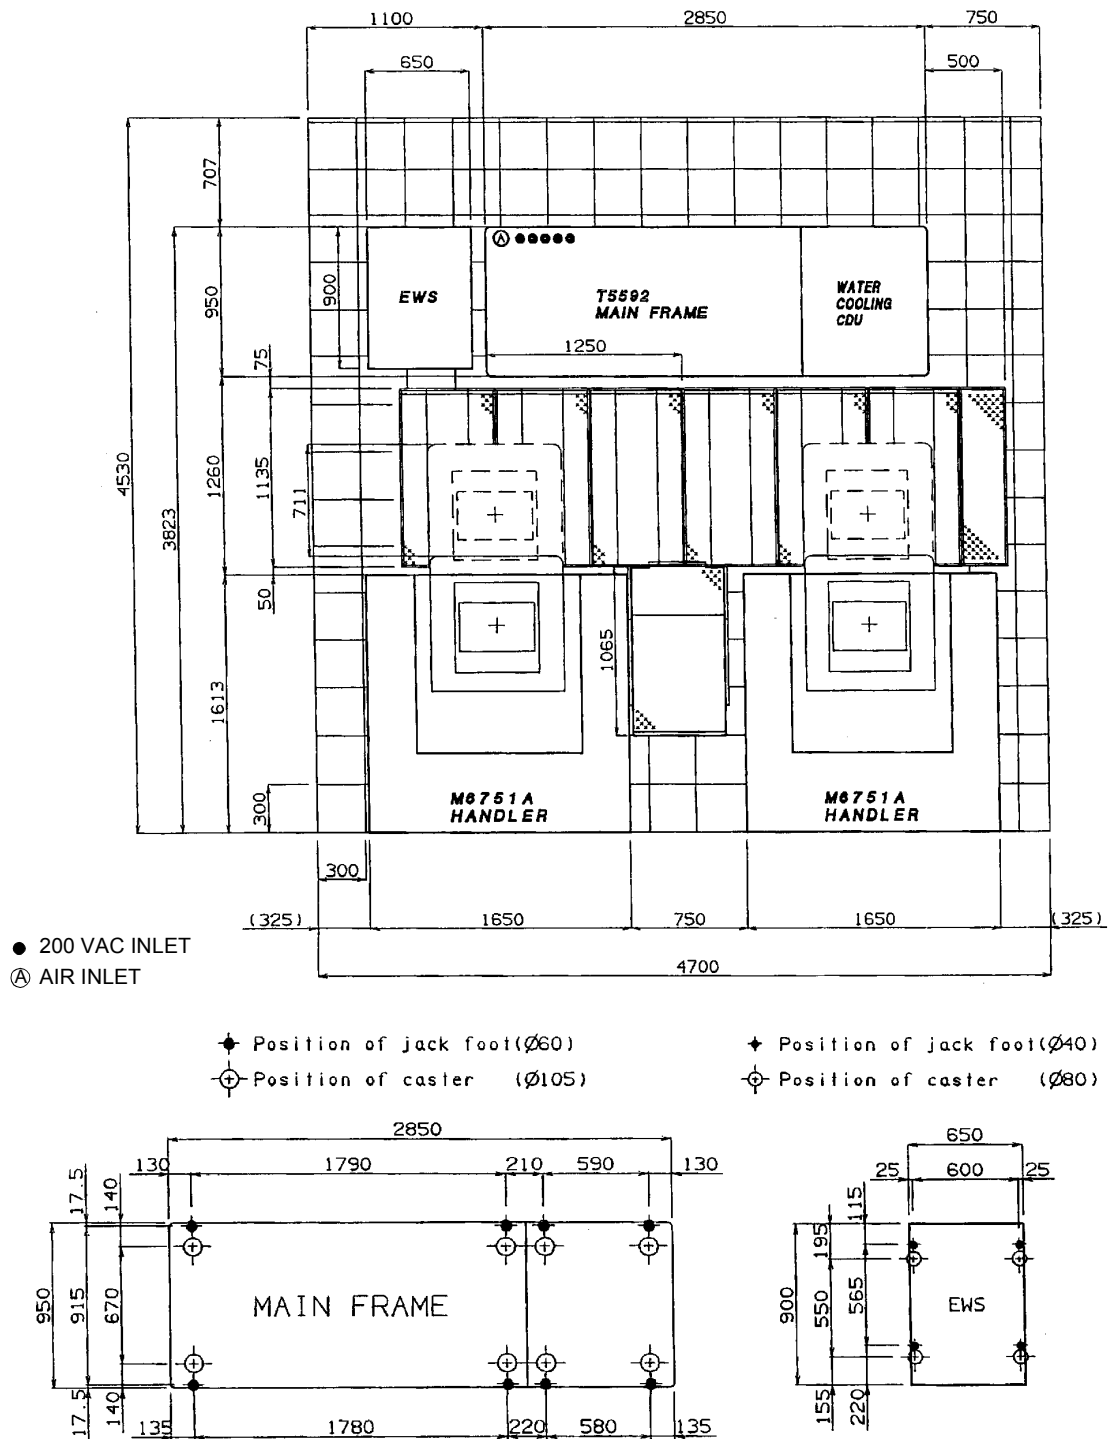 1100 2850 750
650 500
707
Ⓐ
EWS
T5592
MAIN FRAME
WATER
COOLING
CDU
900
950
1250
75
4530
3823
1260
1135
711
50
1065
1613
300
M6751A
HANDLER
M6751A
HANDLER
300
(325) 1650 750 1650 (325)
4700
● 200 VAC INLET
Ⓐ AIR INLET
Position of jack foot(Ø60)
Position of caster (Ø105)
Position of jack foot(Ø40)
Position of caster (Ø80)
2850
130 1790 210 590 130
17.5
140
950
915
670
MAIN FRAME
17.5
140
135 1780 220 580 135
650
25 600 25
115
195
900
550
565
EWS
155
220